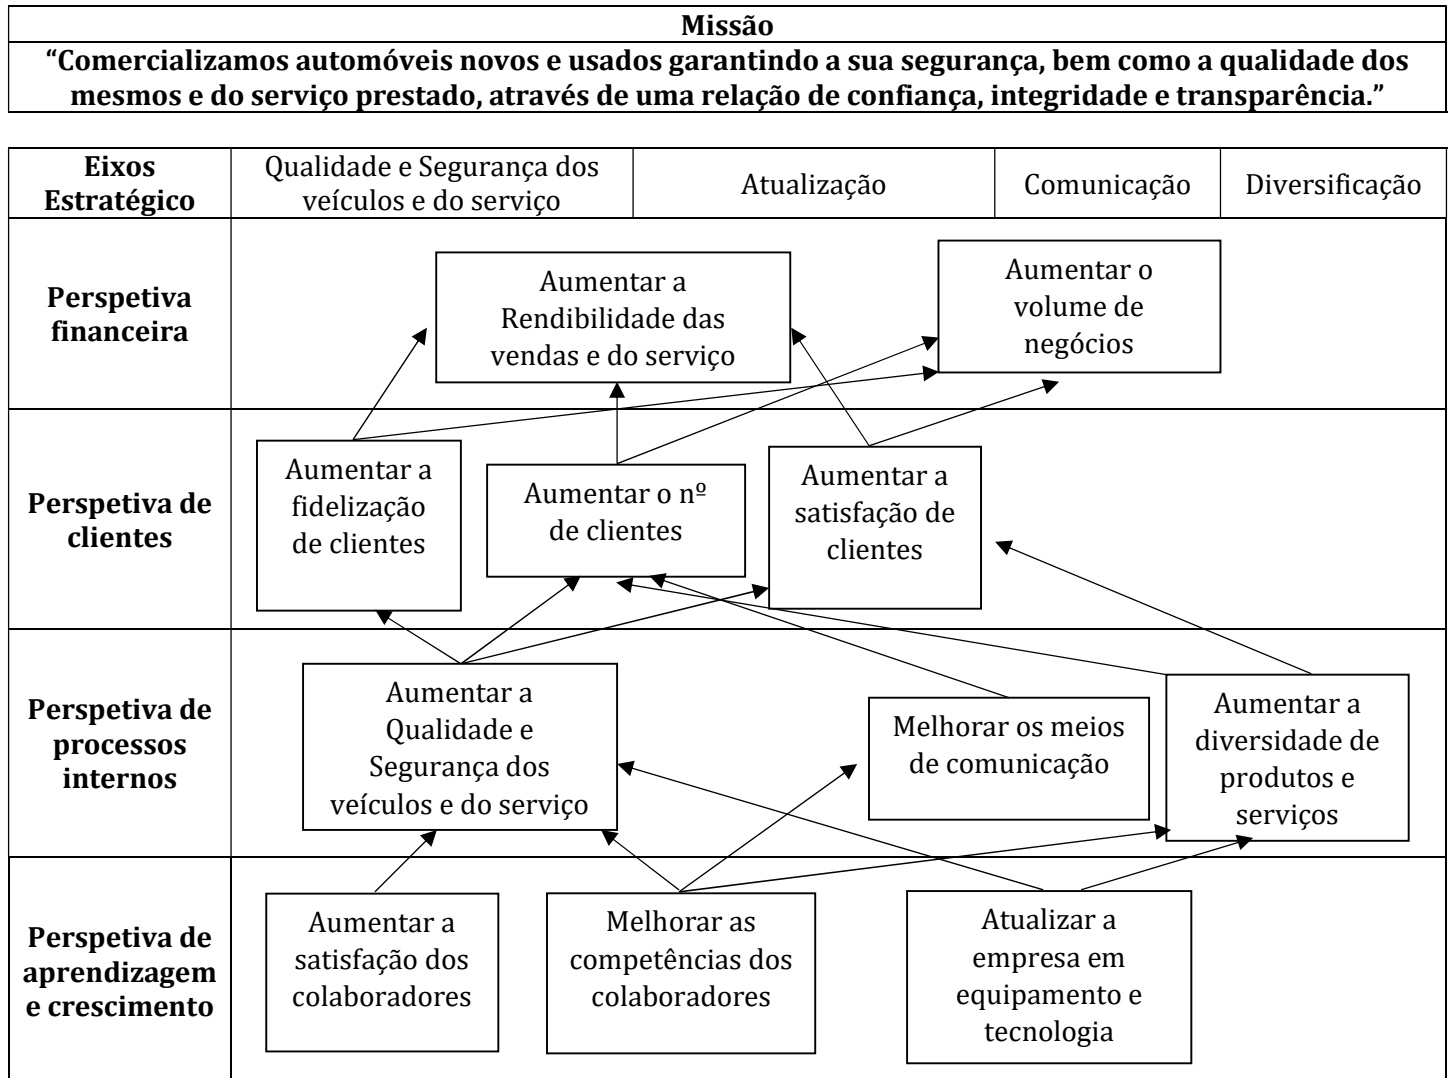 Missão
“Comercializamos automóveis novos e usados garantindo a sua segurança, bem como a qualidade dos
mesmos e do serviço prestado, através de uma relação de confiança, integridade e transparência.”
Eixos
Estratégico
Qualidade e Segurança dos
veículos e do serviço
Atualização
Comunicação
Diversificação
Perspetiva
financeira
Aumentar a
Rendibilidade das
vendas e do serviço
Aumentar o
volume de
negócios
Perspetiva de
clientes
Aumentar a
fidelização
de clientes
Aumentar o nº
de clientes
Aumentar a
satisfação de
clientes
Perspetiva de
processos
internos
Aumentar a
Qualidade e
Segurança dos
veículos e do serviço
Melhorar os meios
de comunicação
Aumentar a
diversidade de
produtos e
serviços
Perspetiva de
aprendizagem
e crescimento
Aumentar a
satisfação dos
colaboradores
Melhorar as
competências dos
colaboradores
Atualizar a
empresa em
equipamento e
tecnologia